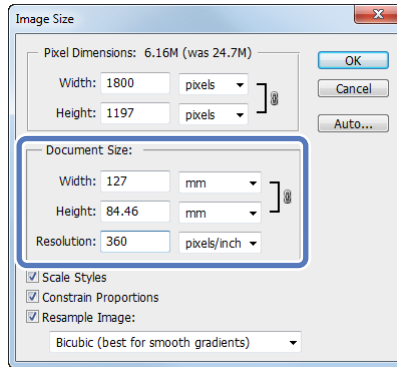 Image Size
Pixel Dimensions: 6.16M (was 24.7M)
Width: 1800 pixels
Height: 1197 pixels
OK
Cancel
Auto...
Document Size:
Width: 127 mm
Height: 84.46 mm
Resolution: 360 pixels/inch
Scale Styles
Constrain Proportions
Resample Image:
Bicubic (best for smooth gradients)